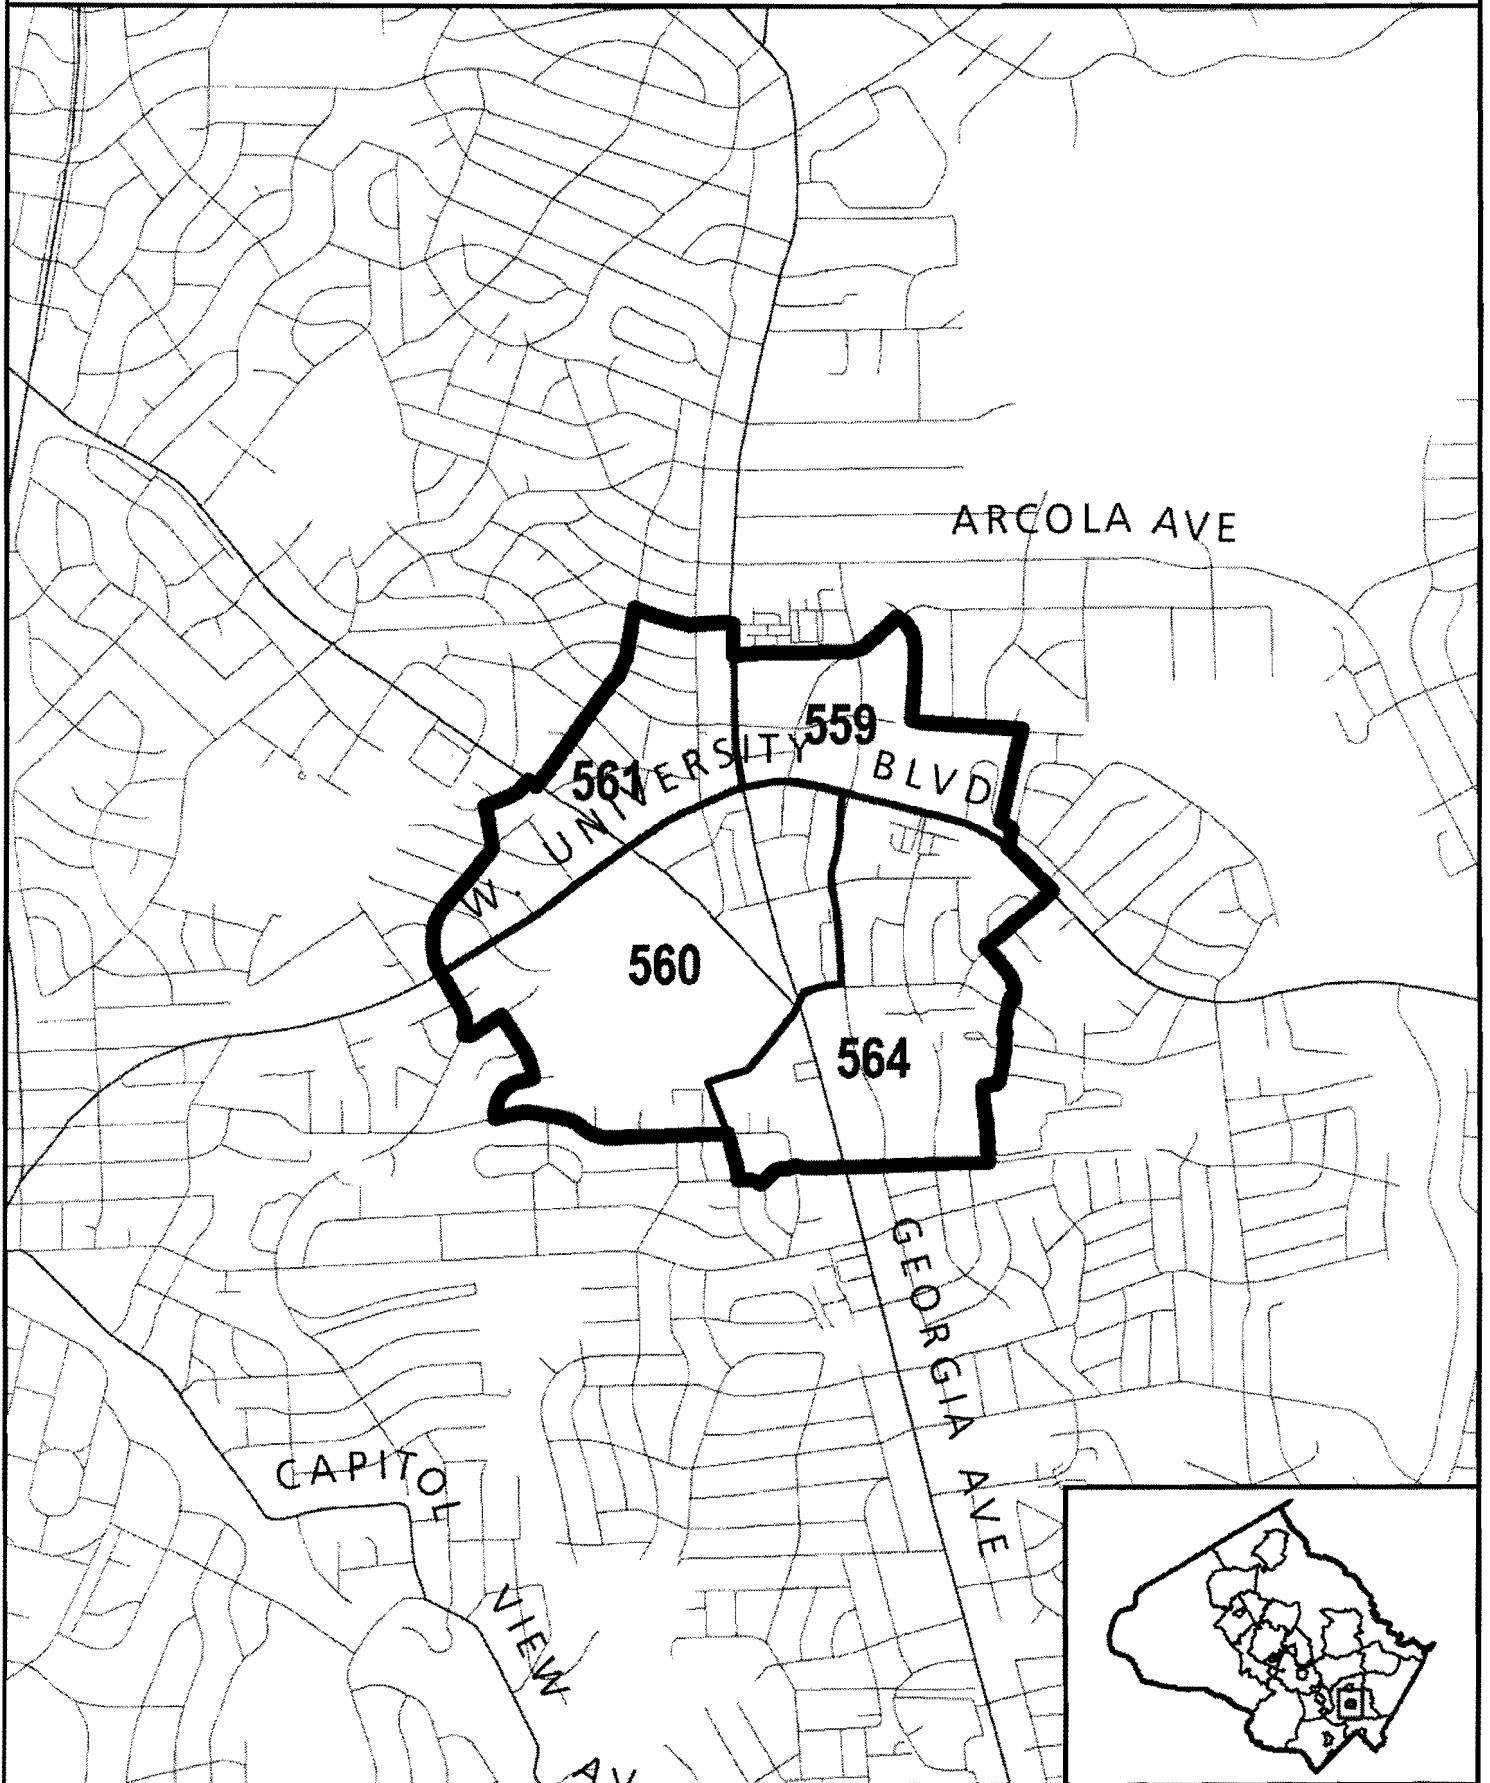 ARCOLA AVE
559
561
W. UNIVERSITY BLVD
560
564
GEORGIA AVE
CAPITOL VIEW AV